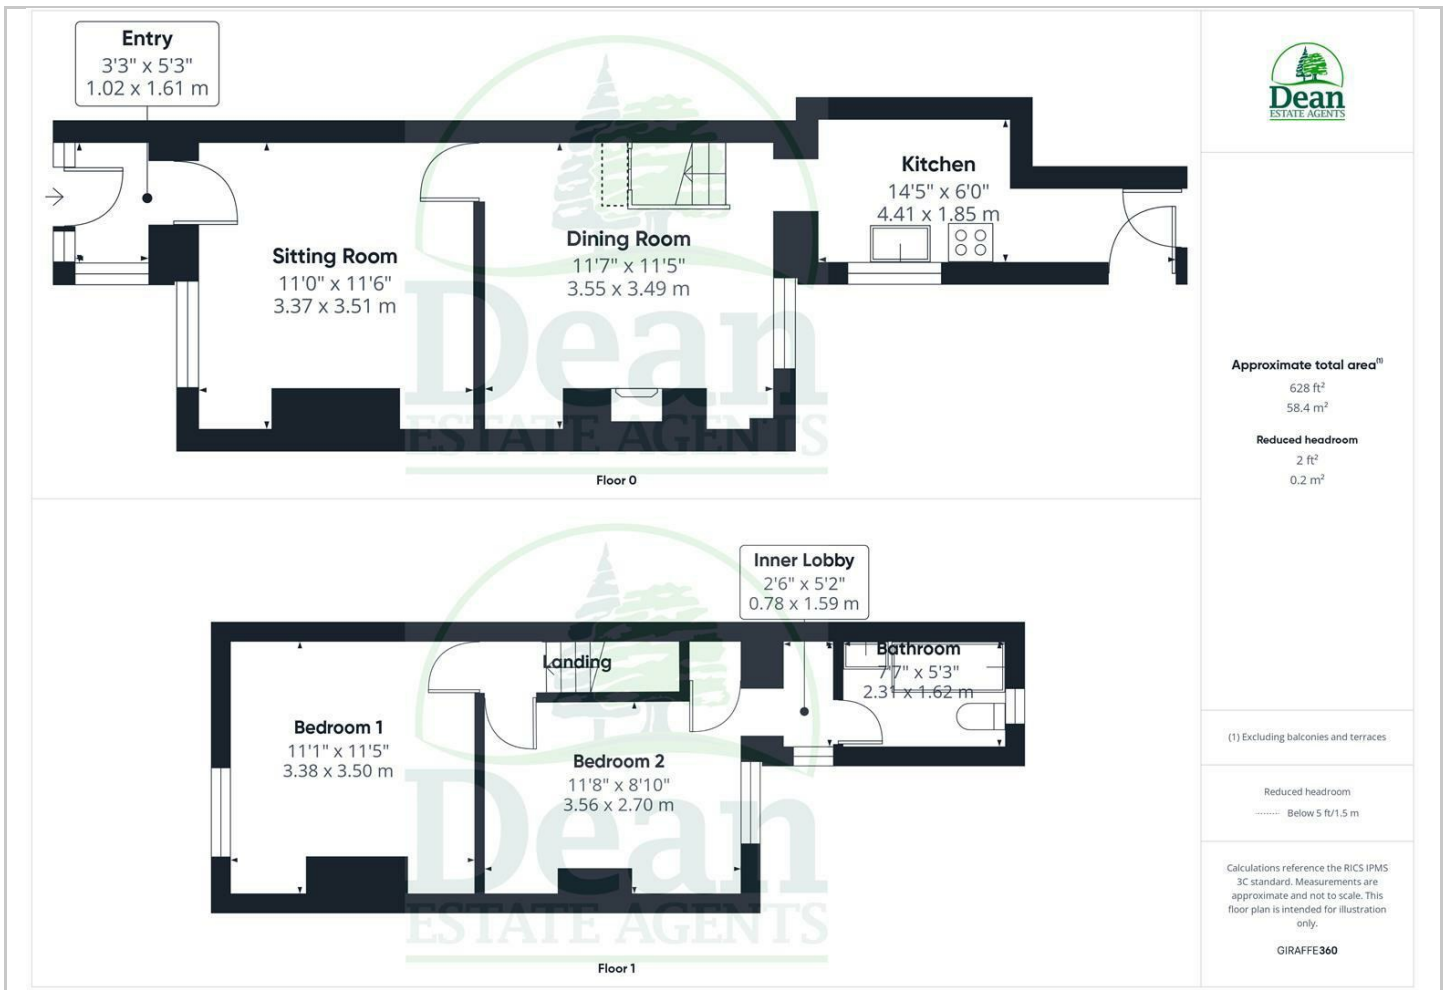 Entry
3'3" x 5'3"
1.02 x 1.61 m
Sitting Room
11'0" x 11'6"
3.37 x 3.51 m
Dining Room
11'7" x 11'5"
3.55 x 3.49 m
Kitchen
14'5" x 6'0"
4.41 x 1.85 m
Dean
ESTATE AGENTS
Floor 0
Inner Lobby
2'6" x 5'2"
0.78 x 1.59 m
Landing
Bathroom
7'7" x 5'3"
2.31 x 1.62 m
Bedroom 1
11'1" x 11'5"
3.38 x 3.50 m
Bedroom 2
11'8" x 8'10"
3.56 x 2.70 m
Dean
ESTATE AGENTS
Floor 1
Dean
ESTATE AGENTS
Approximate total area(1)
628 ft²
58.4 m²
Reduced headroom
2 ft²
0.2 m²
(1) Excluding balconies and terraces
Reduced headroom
Below 5 ft/1.5 m
Calculations reference the RICS IPMS
3C standard. Measurements are
approximate and not to scale. This
floor plan is intended for illustration
only.
GIRAFFE360